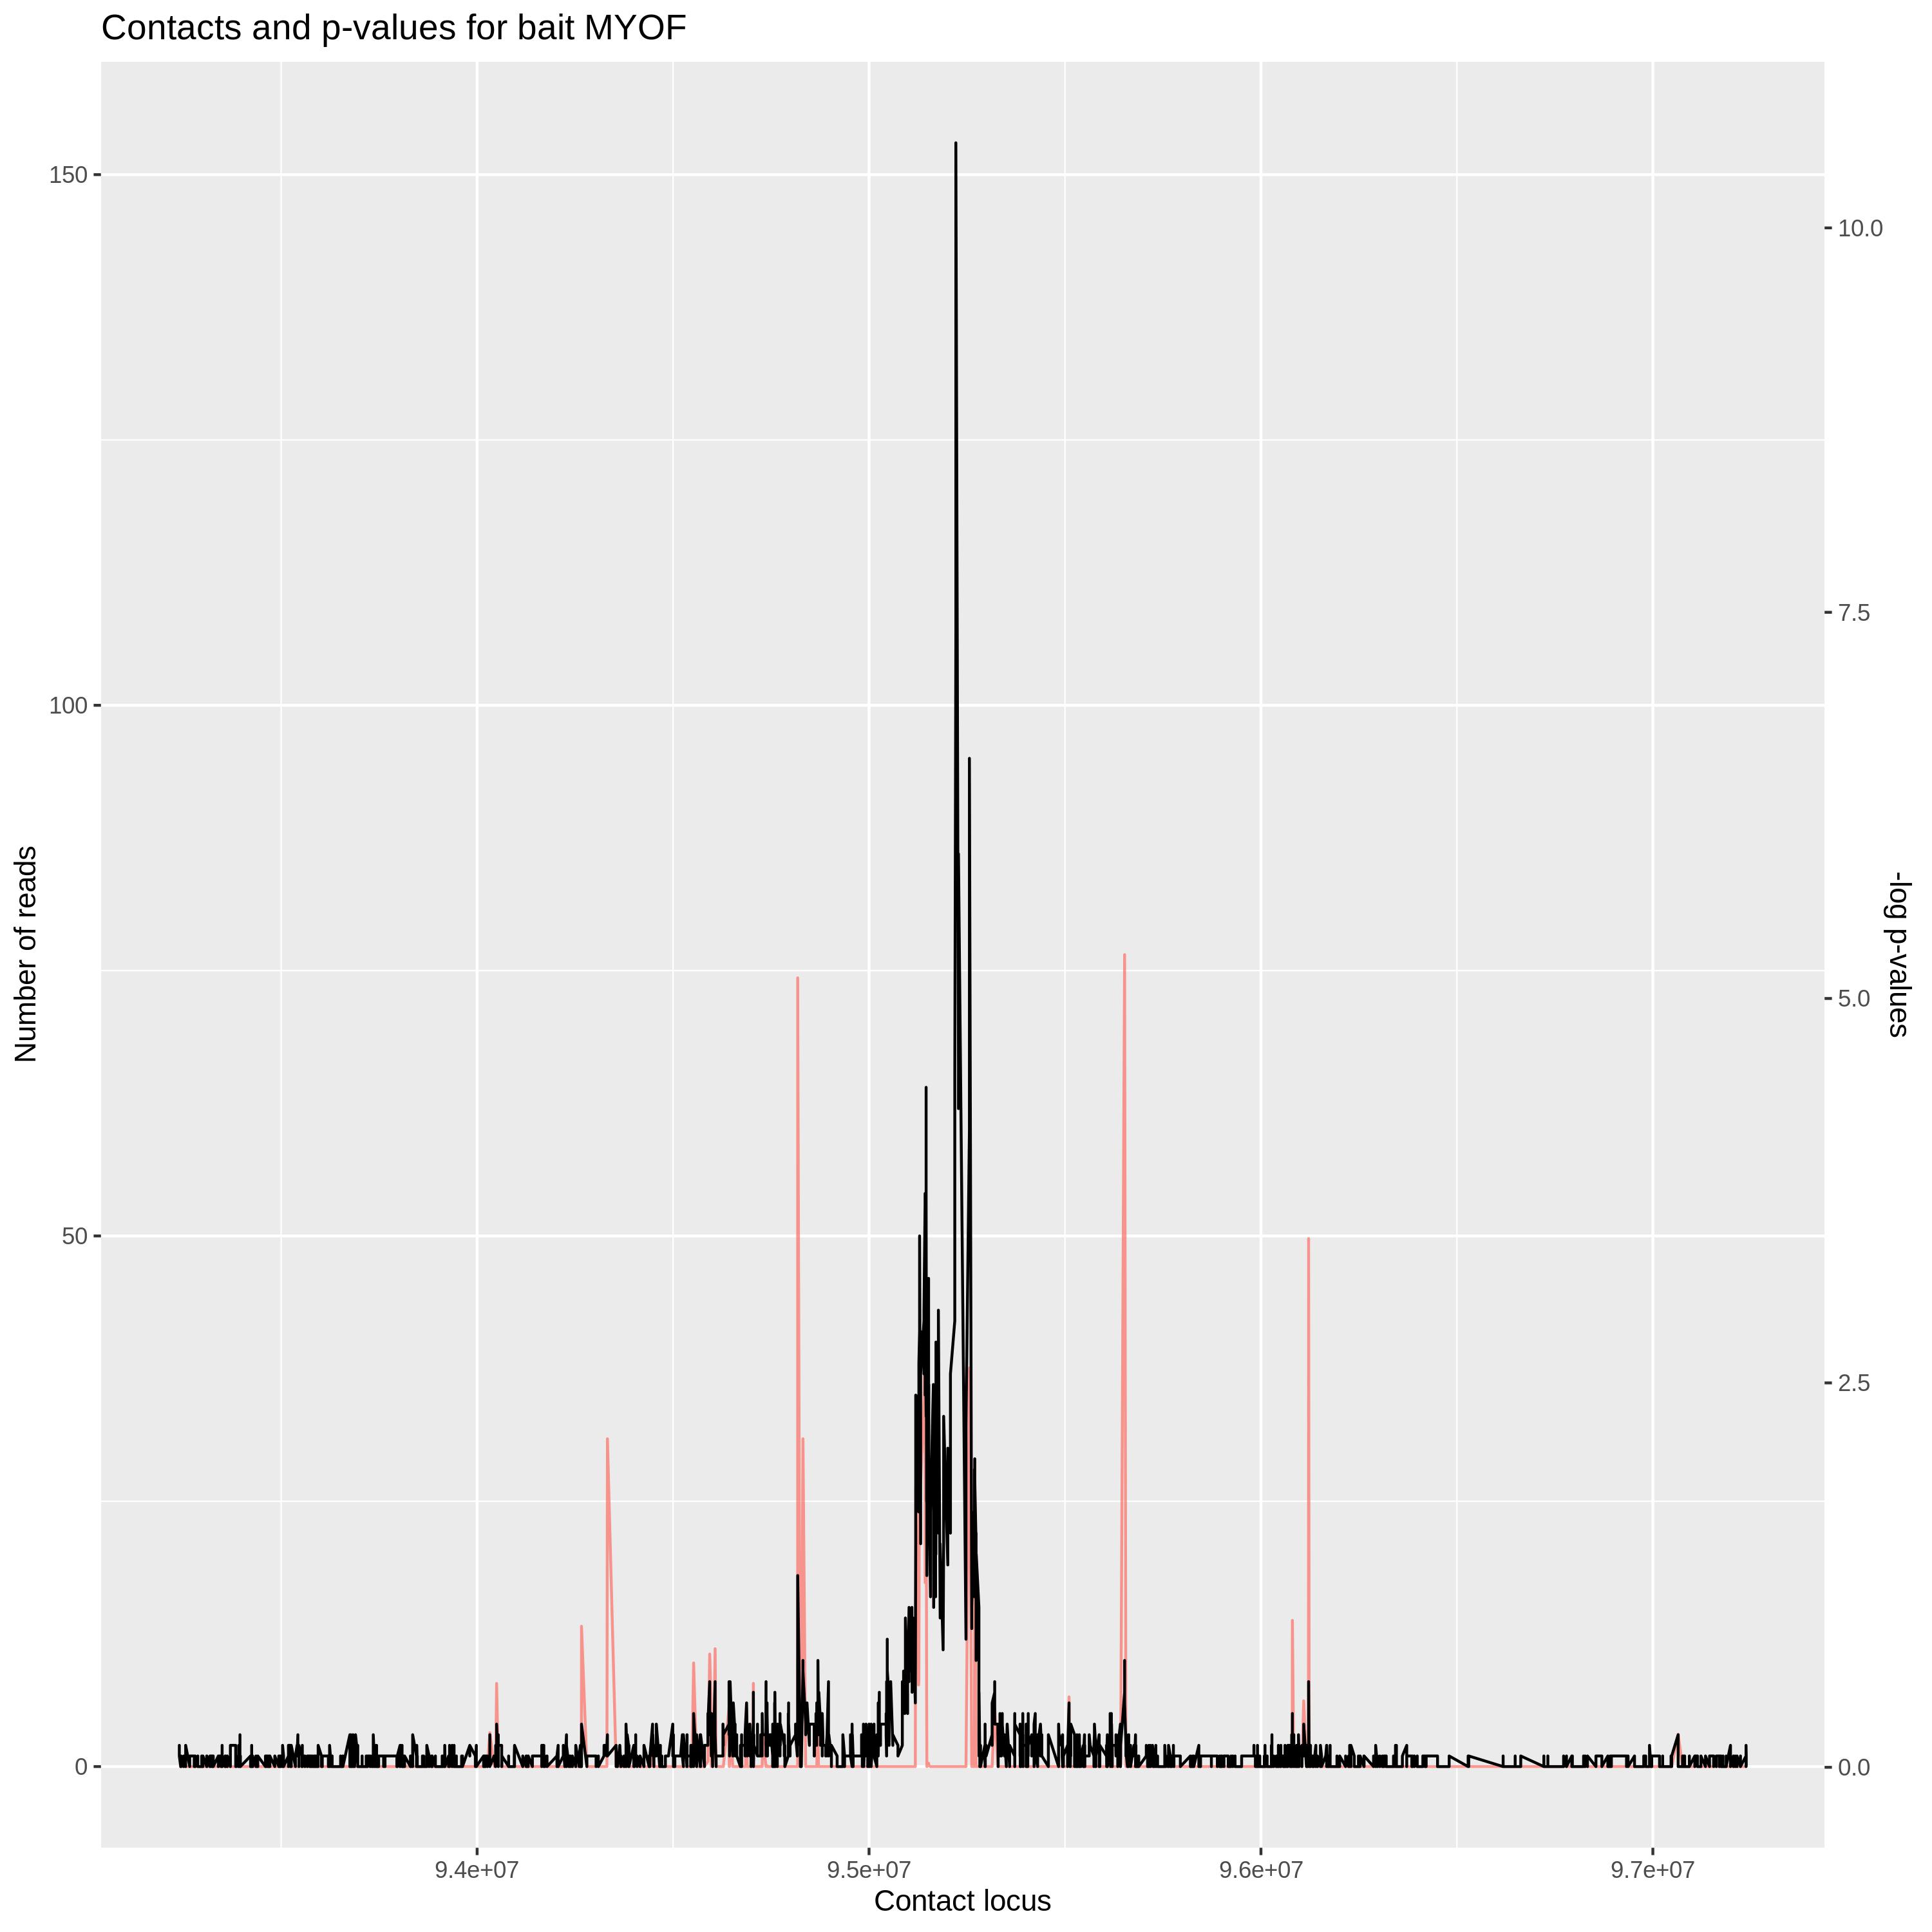 Contacts and p-values for bait MYOF
150
100
50
0
Number of reads
10.0
7.5
5.0
2.5
0.0
-log p-values
9.4e+07
9.5e+07
9.6e+07
9.7e+07
Contact locus